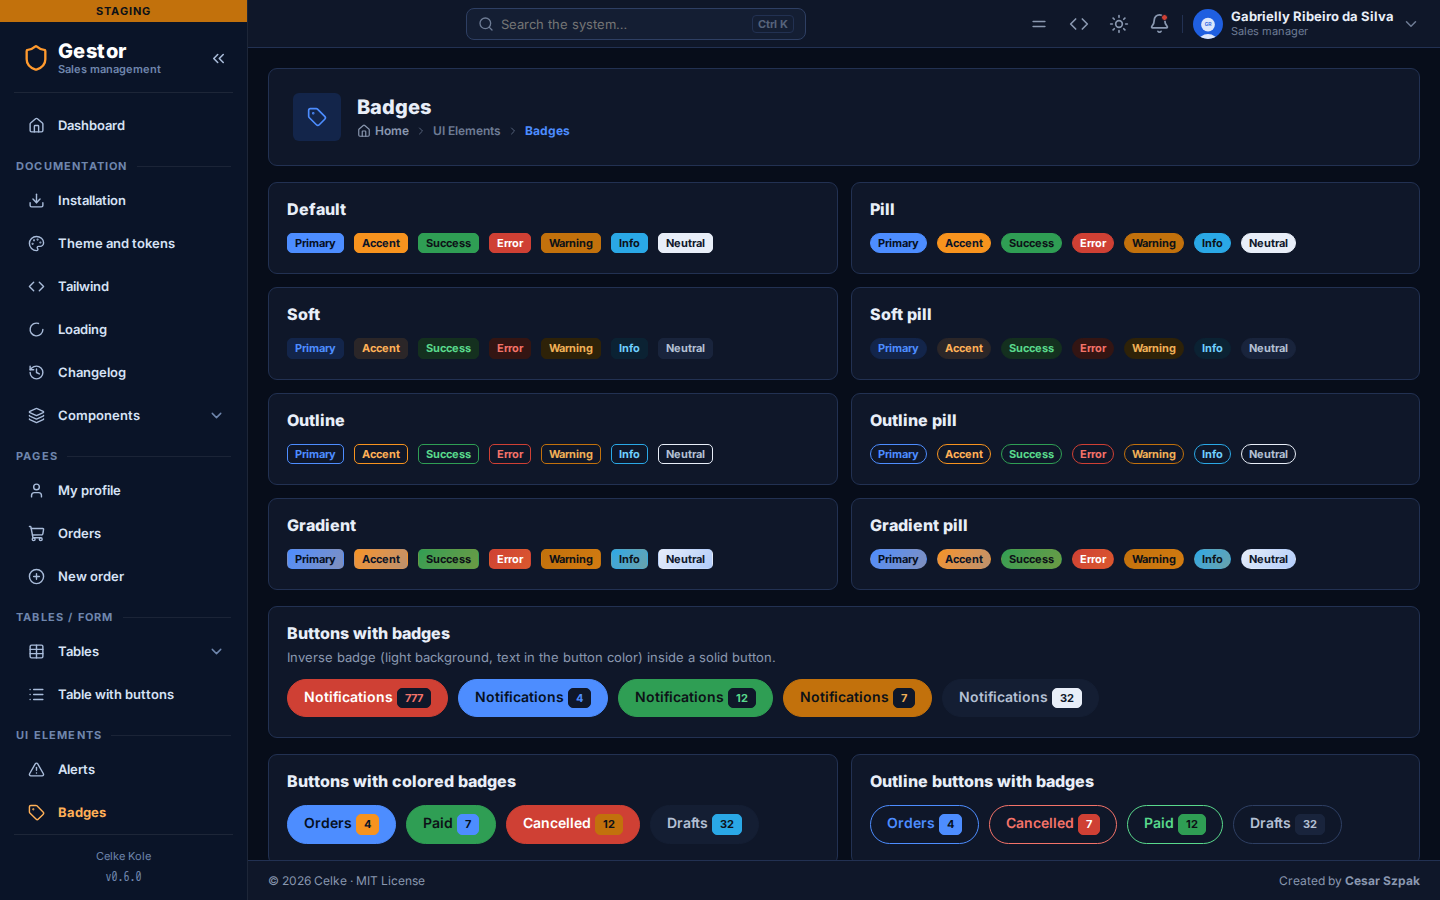 STAGING
Gestor
Sales management
Dashboard
DOCUMENTATION
Installation
Theme and tokens
Tailwind
Loading
Changelog
Components
PAGES
My profile
Orders
New order
TABLES / FORM
Tables
Table with buttons
UI ELEMENTS
Alerts
Badges
Celke Kole
v0.6.0
Search the system... Ctrl K
GR
Gabrielly Ribeiro da Silva
Sales manager
Badges
Home UI Elements Badges
Default
Primary Accent Success Error Warning Info Neutral
Pill
Primary Accent Success Error Warning Info Neutral
Soft
Primary Accent Success Error Warning Info Neutral
Soft pill
Primary Accent Success Error Warning Info Neutral
Outline
Primary Accent Success Error Warning Info Neutral
Outline pill
Primary Accent Success Error Warning Info Neutral
Gradient
Primary Accent Success Error Warning Info Neutral
Gradient pill
Primary Accent Success Error Warning Info Neutral
Buttons with badges
Inverse badge (light background, text in the button color) inside a solid button.
Notifications 777 Notifications 4 Notifications 12 Notifications 7 Notifications 32
Buttons with colored badges
Orders 4 Paid 7 Cancelled 12 Drafts 32
Outline buttons with badges
Orders 4 Cancelled 7 Paid 12 Drafts 32
© 2026 Celke · MIT License
Created by Cesar Szpak